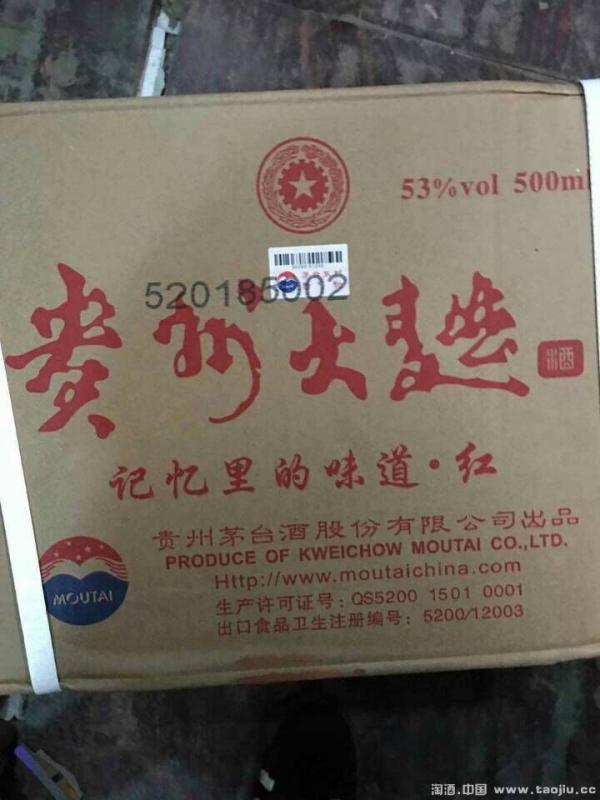 53%vol 500ml
520185002
贵州大曲
酒
记忆里的味道·红
贵州茅台酒股份有限公司出品
PRODUCE OF KWEICHOW MOUTAI CO.,LTD.
Http://www.moutaichina.com
MOUTAI
生产许可证号：QS5200 1501 0001
出口食品卫生注册编号：5200/12003
淘酒.中国 www.taojiu.cc